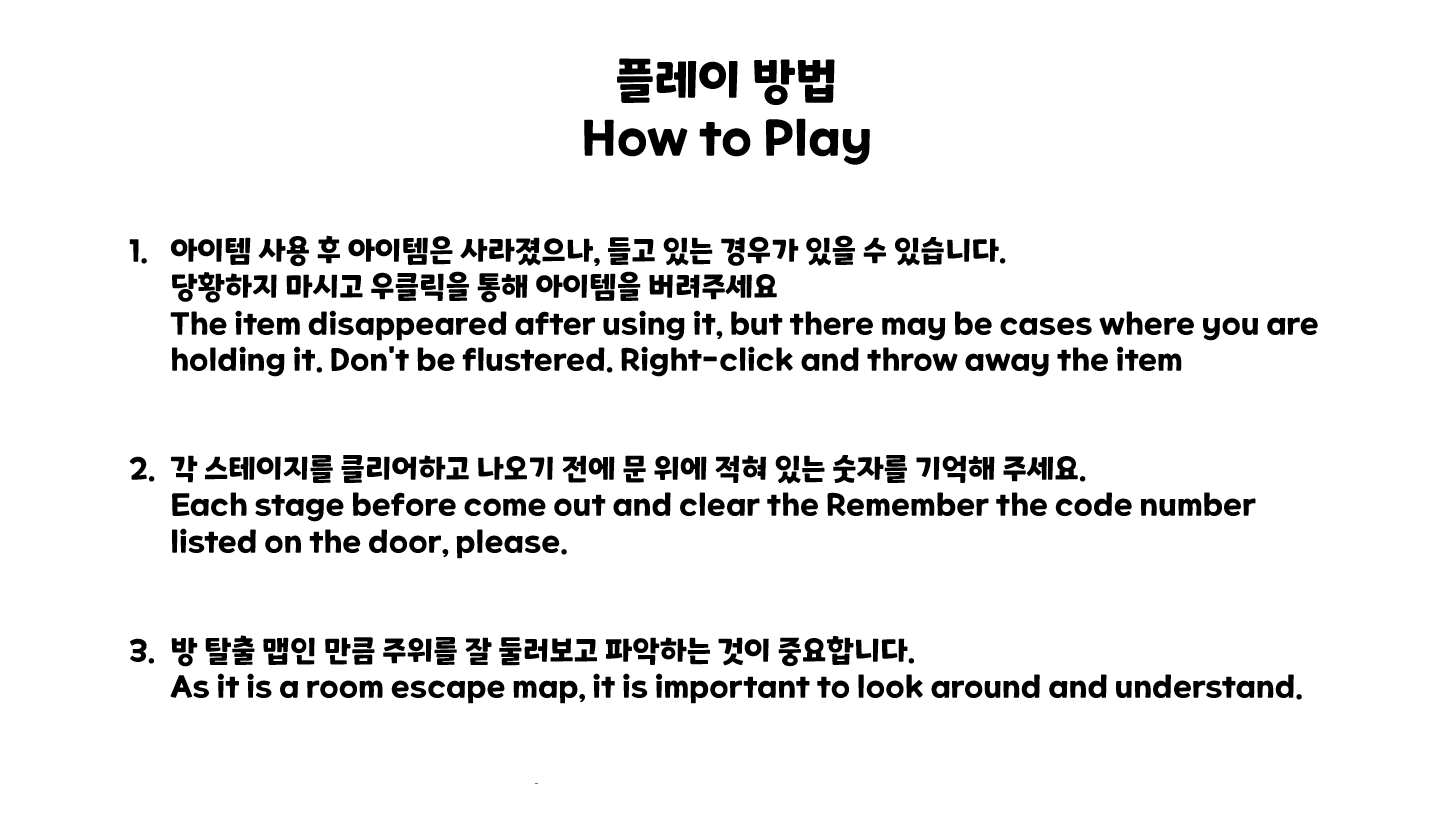 플레이 방법
How to Play
1. 아이템 사용 후 아이템은 사라졌으나, 들고 있는 경우가 있을 수 있습니다.
당황하지 마시고 우클릭을 통해 아이템을 버려주세요
The item disappeared after using it, but there may be cases where you are
holding it. Don't be flustered. Right-click and throw away the item
2. 각 스테이지를 클리어하고 나오기 전에 문 위에 적혀 있는 숫자를 기억해 주세요.
Each stage before come out and clear the Remember the code number
listed on the door, please.
3. 방 탈출 맵인 만큼 주위를 잘 둘러보고 파악하는 것이 중요합니다.
As it is a room escape map, it is important to look around and understand.